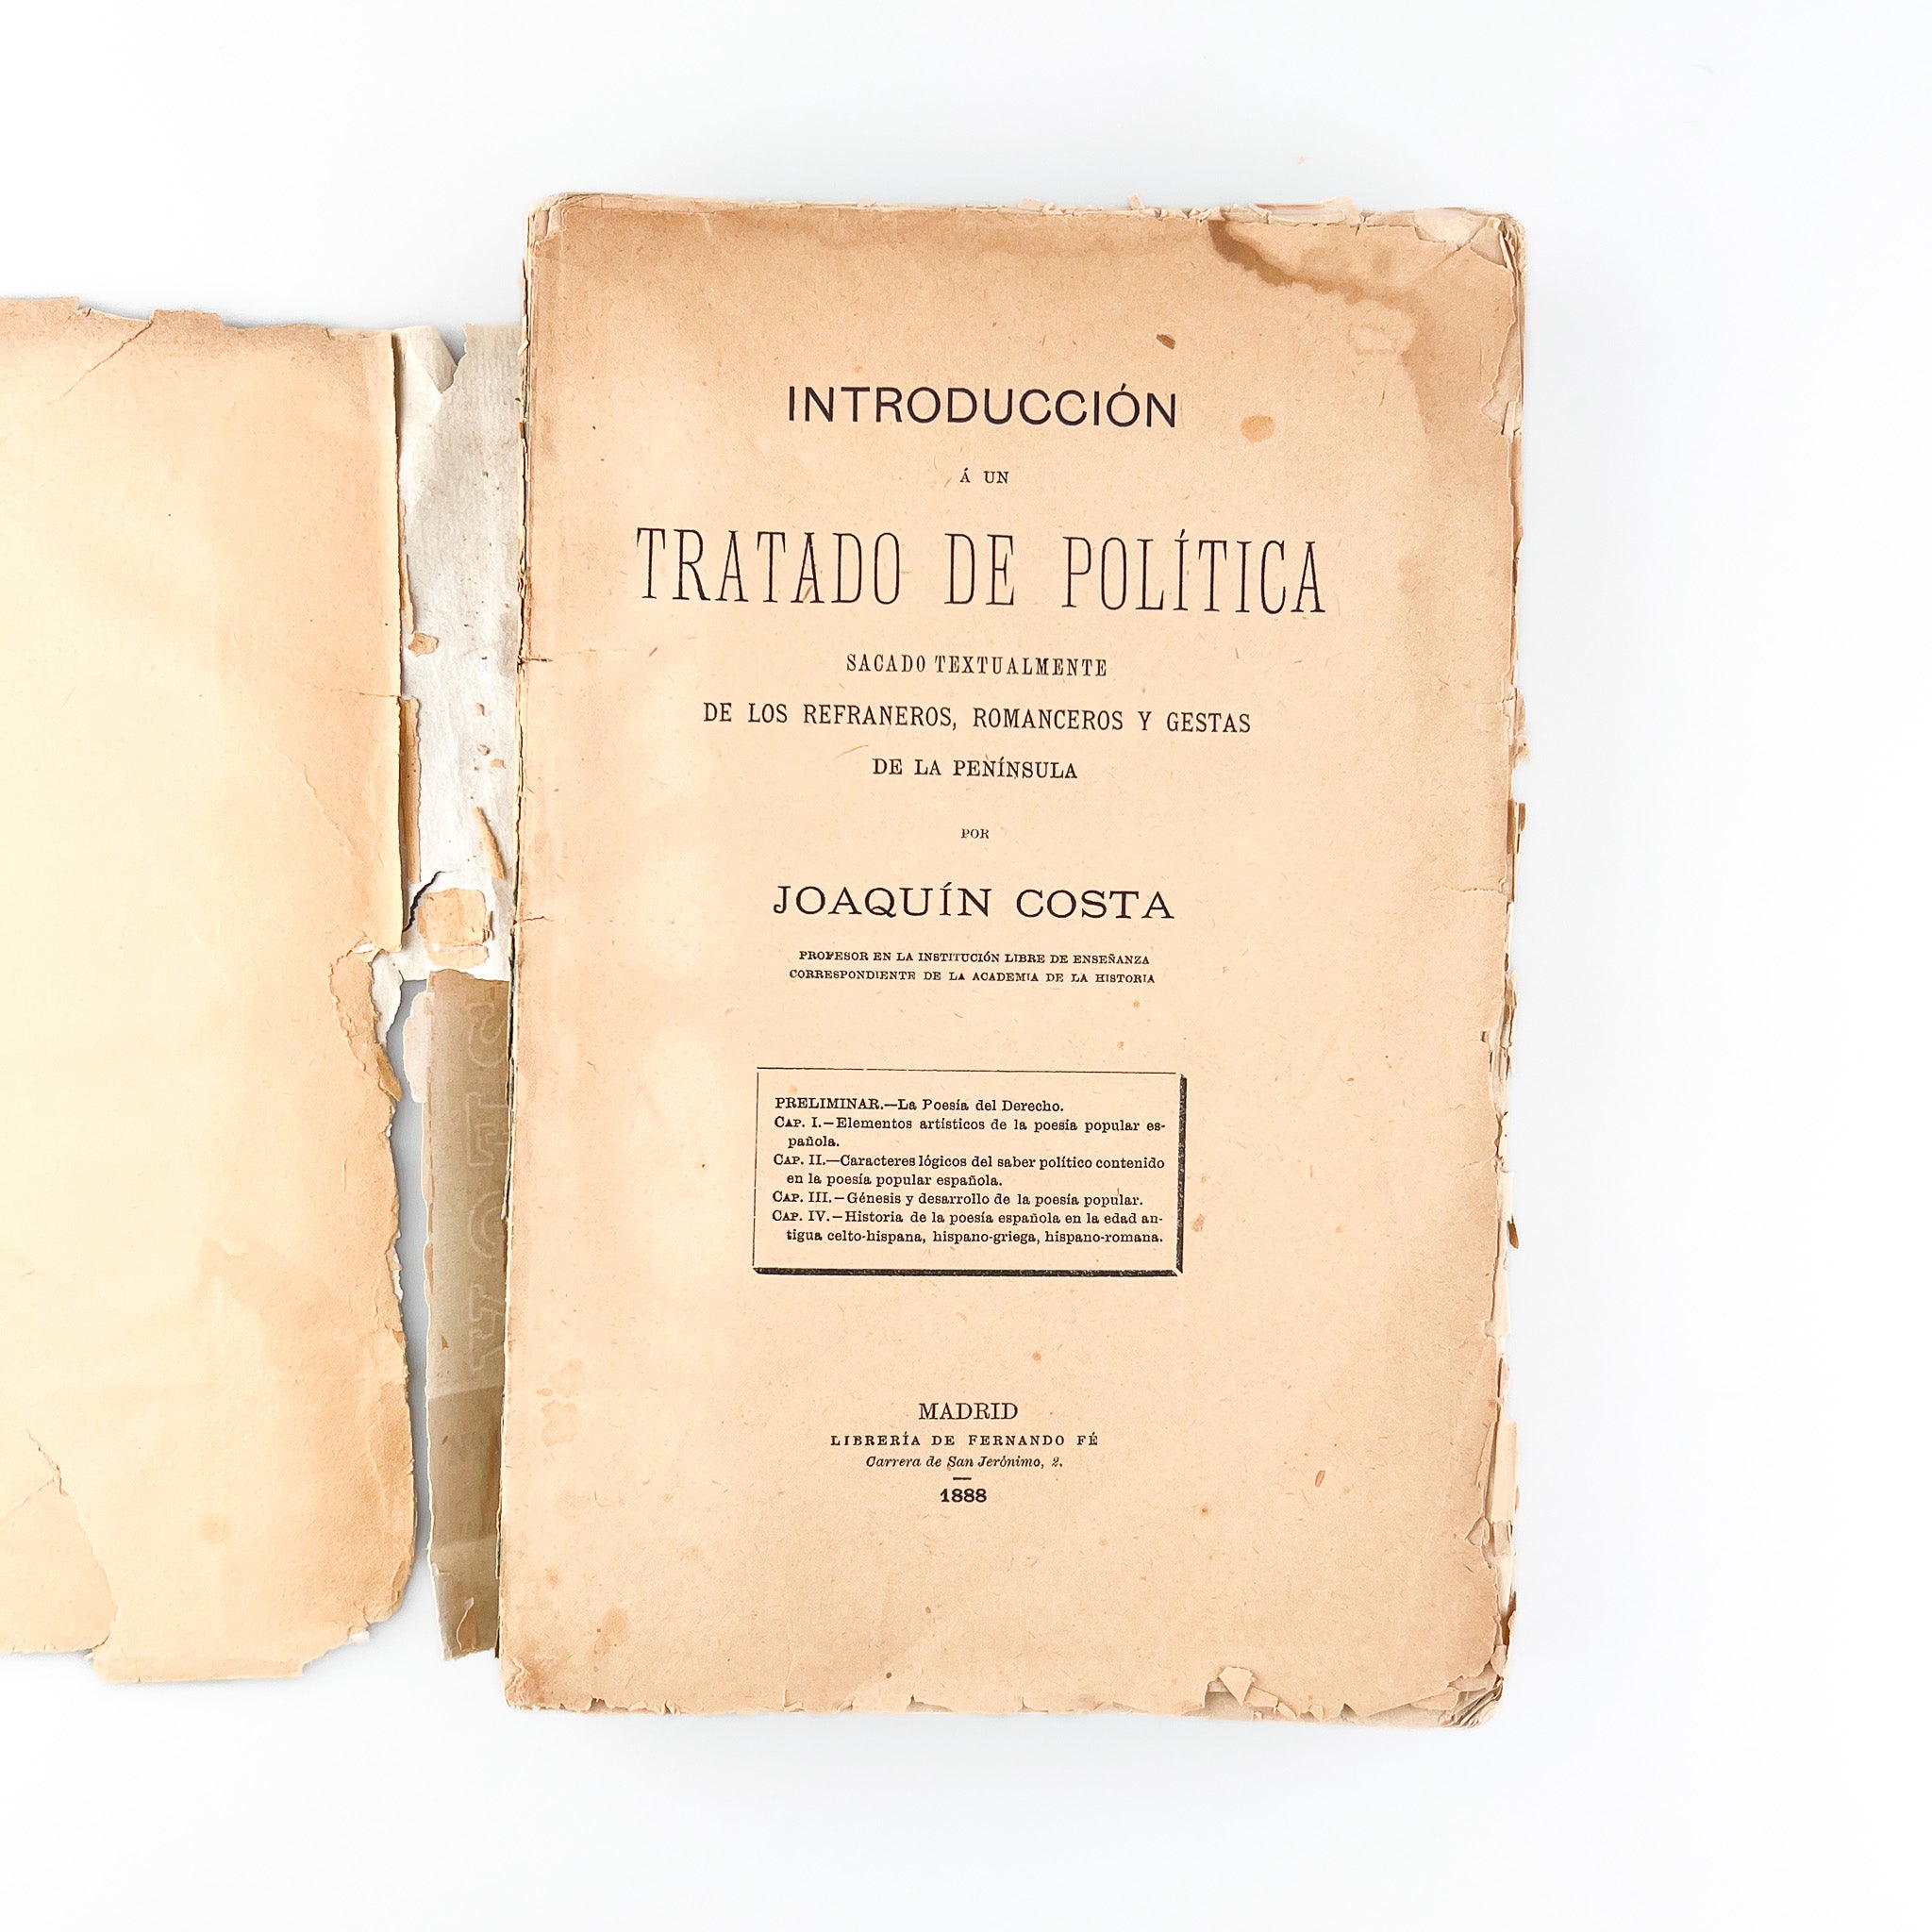 INTRODUCCIÓN
Á UN
TRATADO DE POLÍTICA
SACADO TEXTUALMENTE
DE LOS REFRANEROS, ROMANCEROS Y GESTAS
DE LA PENÍNSULA
POR
JOAQUÍN COSTA
PROFESOR EN LA INSTITUCIÓN LIBRE DE ENSEÑANZA
CORRESPONDIENTE DE LA ACADEMIA DE LA HISTORIA
PRELIMINAR.—La Poesía del Derecho.
CAP. I.—Elementos artísticos de la poesía popular es-
pañola.
CAP. II.—Caracteres lógicos del saber político contenido
en la poesía popular española.
CAP. III.—Génesis y desarrollo de la poesía popular.
CAP. IV.—Historia de la poesía española en la edad an-
tigua celto-hispana, hispano-griega, hispano-romana.
MADRID
LIBRERÍA DE FERNANDO FÉ
Carrera de San Jerónimo, 2.
1888